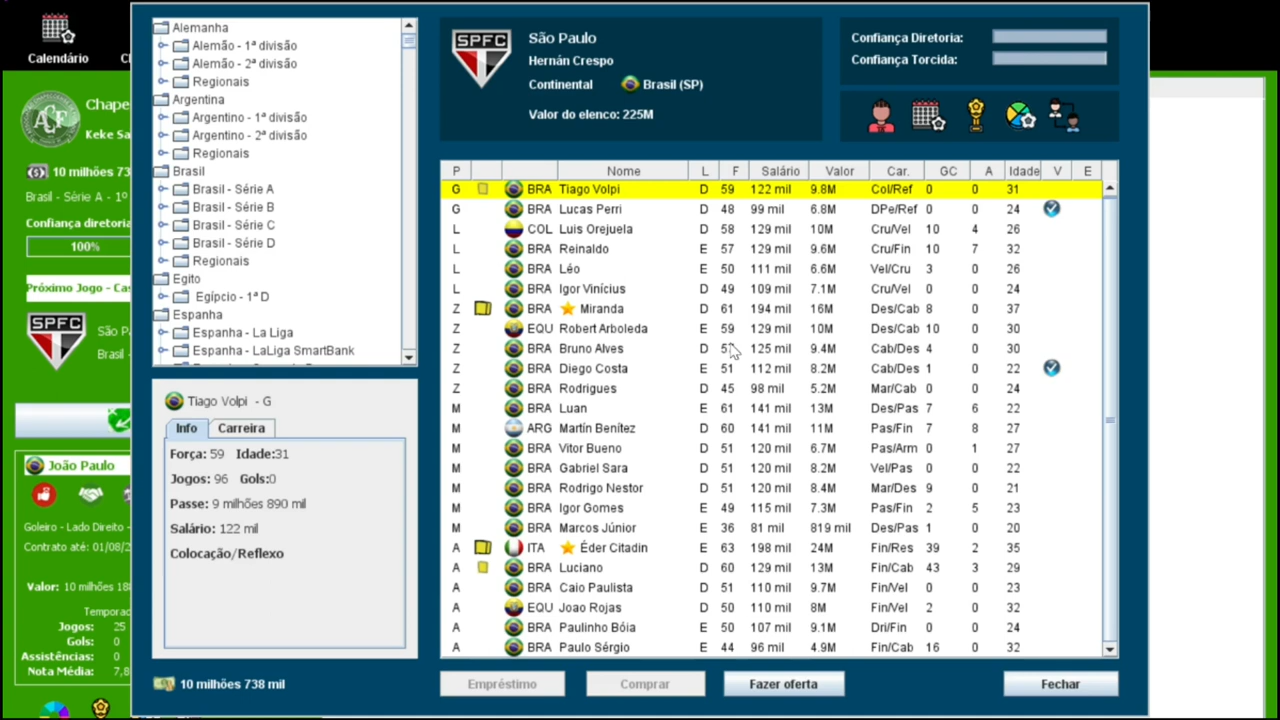 Calendário
Chape
Keke Sa
10 milhões 73
Brasil - Série A - 1º
Confiança diretoria
100%
Próximo Jogo - Cas
SPFC
São P
Brasil -
João Paulo
Goleiro - Lado Direito -
Contrato até: 01/08/2
Valor: 10 milhões 188
Temporad
Jogos: 25
Gols: 0
Assistências: 0
Nota Média: 7,8
Alemanha
Alemão - 1ª divisão
Alemão - 2ª divisão
Regionais
Argentina
Argentino - 1ª divisão
Argentino - 2ª divisão
Regionais
Brasil
Brasil - Série A
Brasil - Série B
Brasil - Série C
Brasil - Série D
Regionais
Egito
Egípcio - 1ª D
Espanha
Espanha - La Liga
Espanha - LaLiga SmartBank
Tiago Volpi - G
Info Carreira
Força: 59 Idade:31
Jogos: 96 Gols:0
Passe: 9 milhões 890 mil
Salário: 122 mil
Colocação/Reflexo
10 milhões 738 mil
SPFC
São Paulo
Hernán Crespo
Continental Brasil (SP)
Valor do elenco: 225M
Confiança Diretoria:
Confiança Torcida:
P Nome L F Salário Valor Car. GC A Idade V E
G BRA Tiago Volpi D 59 122 mil 9.8M Col/Ref 0 0 31
G BRA Lucas Perri D 48 99 mil 6.8M DPe/Ref 0 0 24
L COL Luis Orejuela D 58 129 mil 10M Cru/Vel 10 4 26
L BRA Reinaldo E 57 129 mil 9.6M Cru/Fin 10 7 32
L BRA Léo E 50 111 mil 6.6M Vel/Cru 3 0 26
L BRA Igor Vinícius D 49 109 mil 7.1M Cru/Vel 0 0 24
Z BRA Miranda D 61 194 mil 16M Des/Cab 8 0 37
Z EQU Robert Arboleda E 59 129 mil 10M Des/Cab 10 0 30
Z BRA Bruno Alves D 125 mil 9.4M Cab/Des 4 0 30
Z BRA Diego Costa E 51 112 mil 8.2M Cab/Des 1 0 22
Z BRA Rodrigues D 45 98 mil 5.2M Mar/Cab 0 0 24
M BRA Luan E 61 141 mil 13M Des/Pas 7 6 22
M ARG Martín Benítez D 60 141 mil 11M Pas/Fin 7 8 27
M BRA Vitor Bueno D 51 120 mil 6.7M Pas/Arm 0 1 27
M BRA Gabriel Sara D 51 120 mil 8.2M Vel/Pas 0 0 22
M BRA Rodrigo Nestor D 51 120 mil 8.4M Mar/Des 9 0 21
M BRA Igor Gomes E 49 115 mil 7.3M Pas/Fin 2 5 23
M BRA Marcos Júnior E 36 81 mil 819 mil Des/Pas 1 0 20
A ITA Éder Citadin E 63 198 mil 24M Fin/Res 39 2 35
A BRA Luciano D 60 129 mil 13M Fin/Cab 43 3 29
A BRA Caio Paulista D 51 110 mil 9.7M Fin/Vel 0 0 23
A EQU Joao Rojas D 50 110 mil 8M Fin/Vel 2 0 32
A BRA Paulinho Bóia E 50 107 mil 9.1M Dri/Fin 0 0 24
A BRA Paulo Sérgio E 44 96 mil 4.9M Fin/Cab 16 0 32
Empréstimo Comprar Fazer oferta Fechar